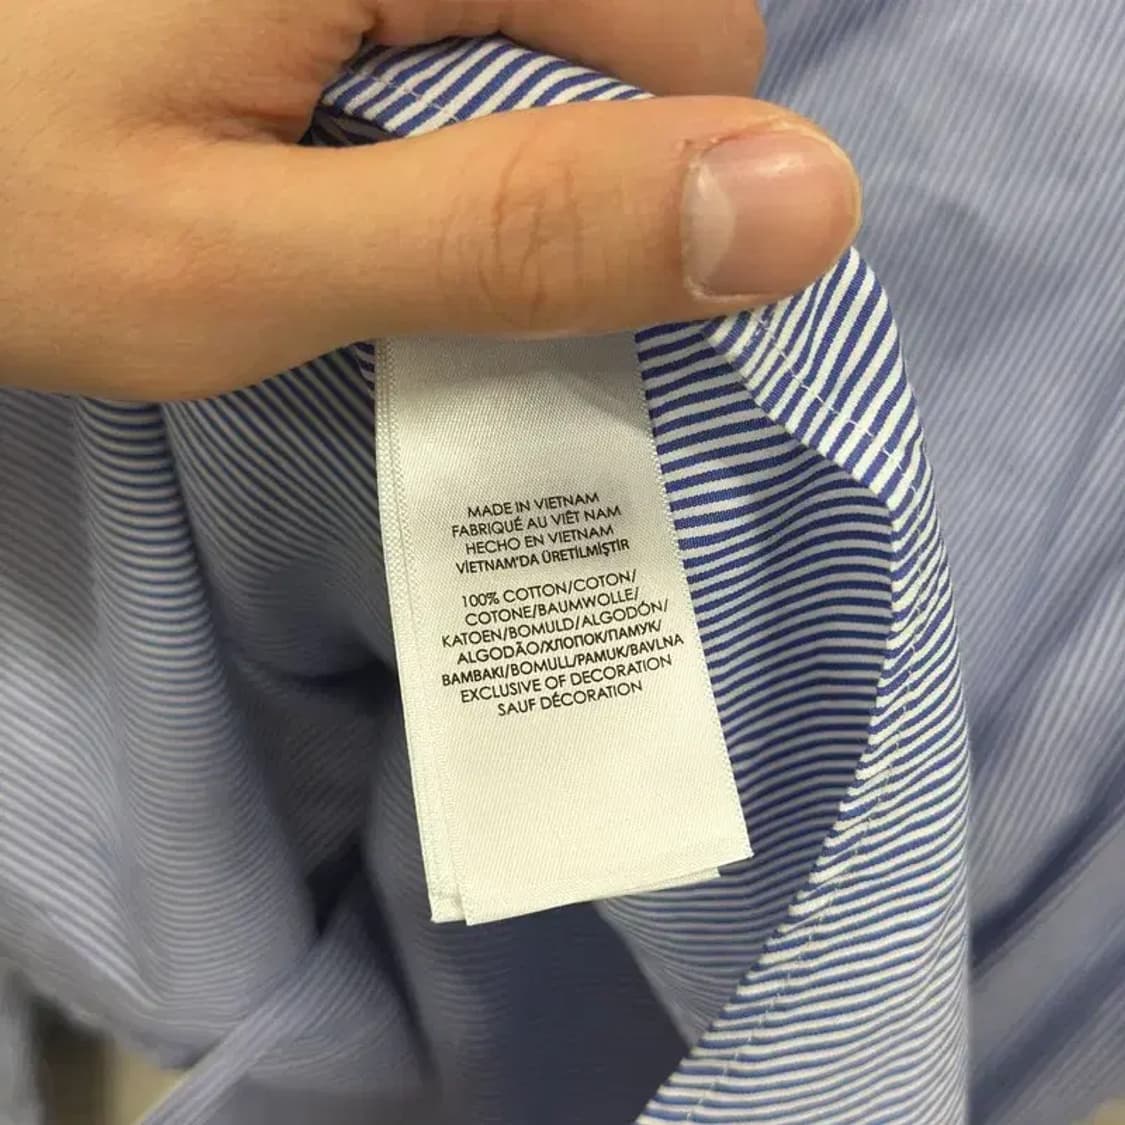 MADE IN VIETNAM
FABRIQUÉ AU VIÊT NAM
HECHO EN VIETNAM
VİETNAM'DA ÜRETİLMİŞTİR
100% COTTON/COTON/
COTONE/BAUMWOLLE/
KATOEN/BOMULD/ALGODÓN/
ALGODÃO/ХЛОПОК/ПАМУК/
BAMBAKI/BOMULL/PAMUK/BAVLNA
EXCLUSIVE OF DECORATION
SAUF DÉCORATION